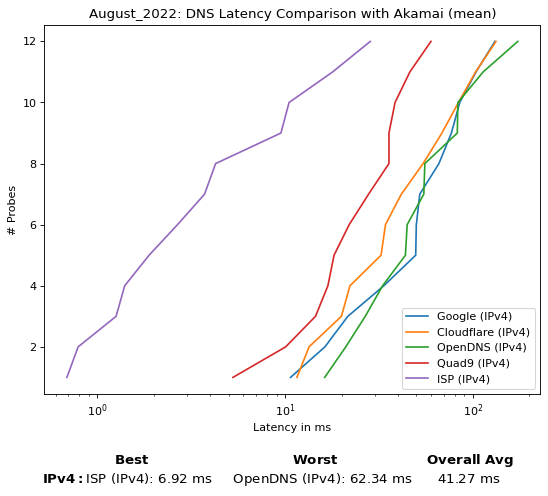 August_2022: DNS Latency Comparison with Akamai (mean)
12
10
8
6
4
2
# Probes
Google (IPv4)
Cloudflare (IPv4)
OpenDNS (IPv4)
Quad9 (IPv4)
ISP (IPv4)
10⁰ 10¹ 10²
Latency in ms
Best Worst Overall Avg
IPv4: ISP (IPv4): 6.92 ms OpenDNS (IPv4): 62.34 ms 41.27 ms